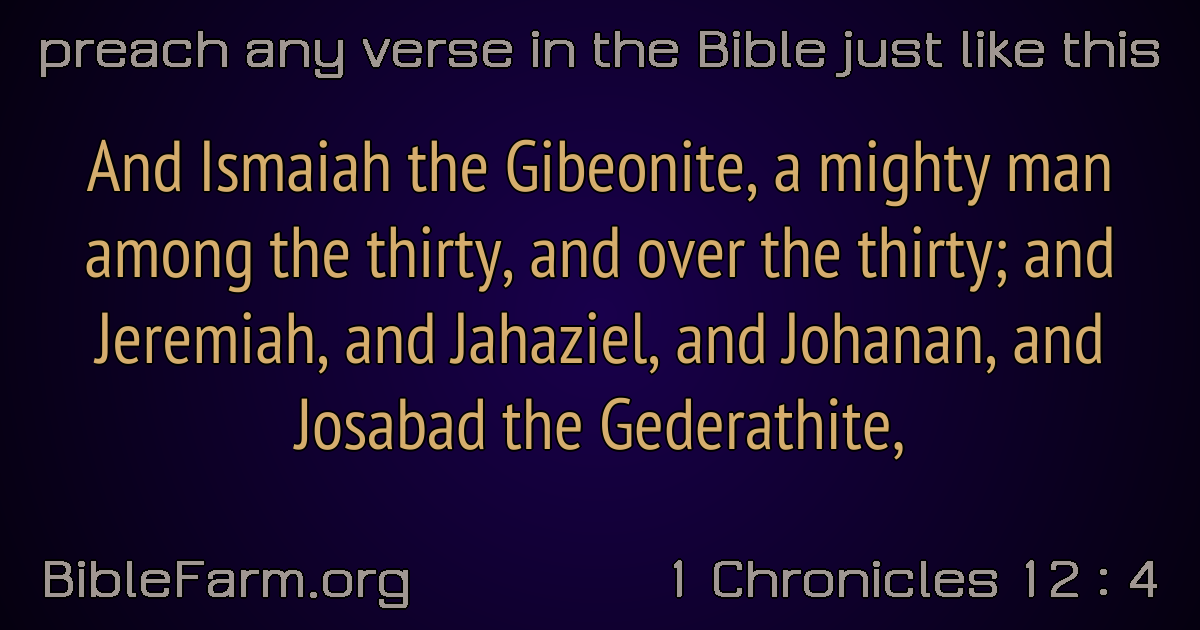 preach any verse in the Bible just like this
And Ismaiah the Gibeonite, a mighty man
among the thirty, and over the thirty; and
Jeremiah, and Jahaziel, and Johanan, and
Josabad the Gederathite,
BibleFarm.org
1 Chronicles 12 : 4